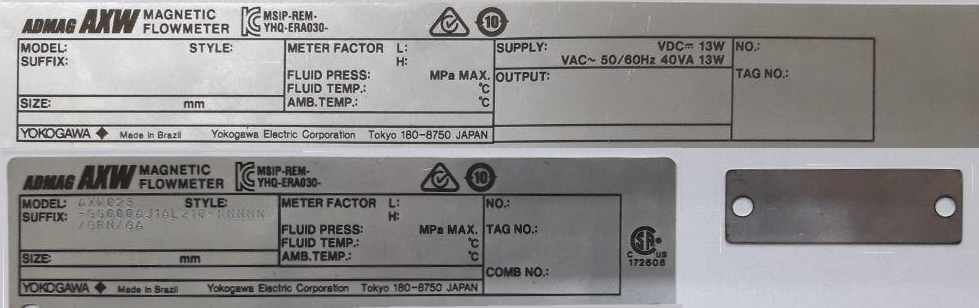 ADMAG AXW MAGNETIC FLOWMETER MSIP-REM-YHQ-ERA030- 10
MODEL: STYLE: METER FACTOR L: SUPPLY: VDC⎓ 13W NO.:
SUFFIX: H: VAC~ 50/60Hz 40VA 13W
FLUID PRESS: MPa MAX. OUTPUT: TAG NO.:
FLUID TEMP.: °C
SIZE: mm AMB.TEMP.: °C
YOKOGAWA Made in Brazil Yokogawa Electric Corporation Tokyo 180-8750 JAPAN
ADMAG AXW MAGNETIC FLOWMETER MSIP-REM-YHQ-ERA030- 10
MODEL: AXW025 STYLE: METER FACTOR L: NO.:
SUFFIX: -GG000AJ1AL210-NNNNN H:
/GRN/GA FLUID PRESS: MPa MAX. TAG NO.:
FLUID TEMP.: °C
SIZE: mm AMB.TEMP.: °C
COMB NO.:
C US
172608
YOKOGAWA Made in Brazil Yokogawa Electric Corporation Tokyo 180-8750 JAPAN